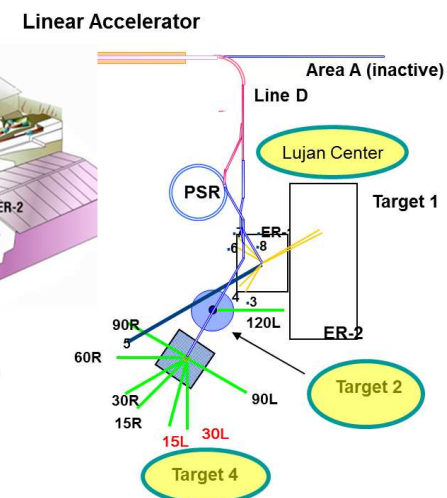 Linear Accelerator
Area A (inactive)
Line D
Lujan Center
PSR
Target 1
ER-2
7
ER-1
6
8
4
3
120L
ER-2
90R
5
60R
Target 2
90L
30R
15R
15L
30L
Target 4